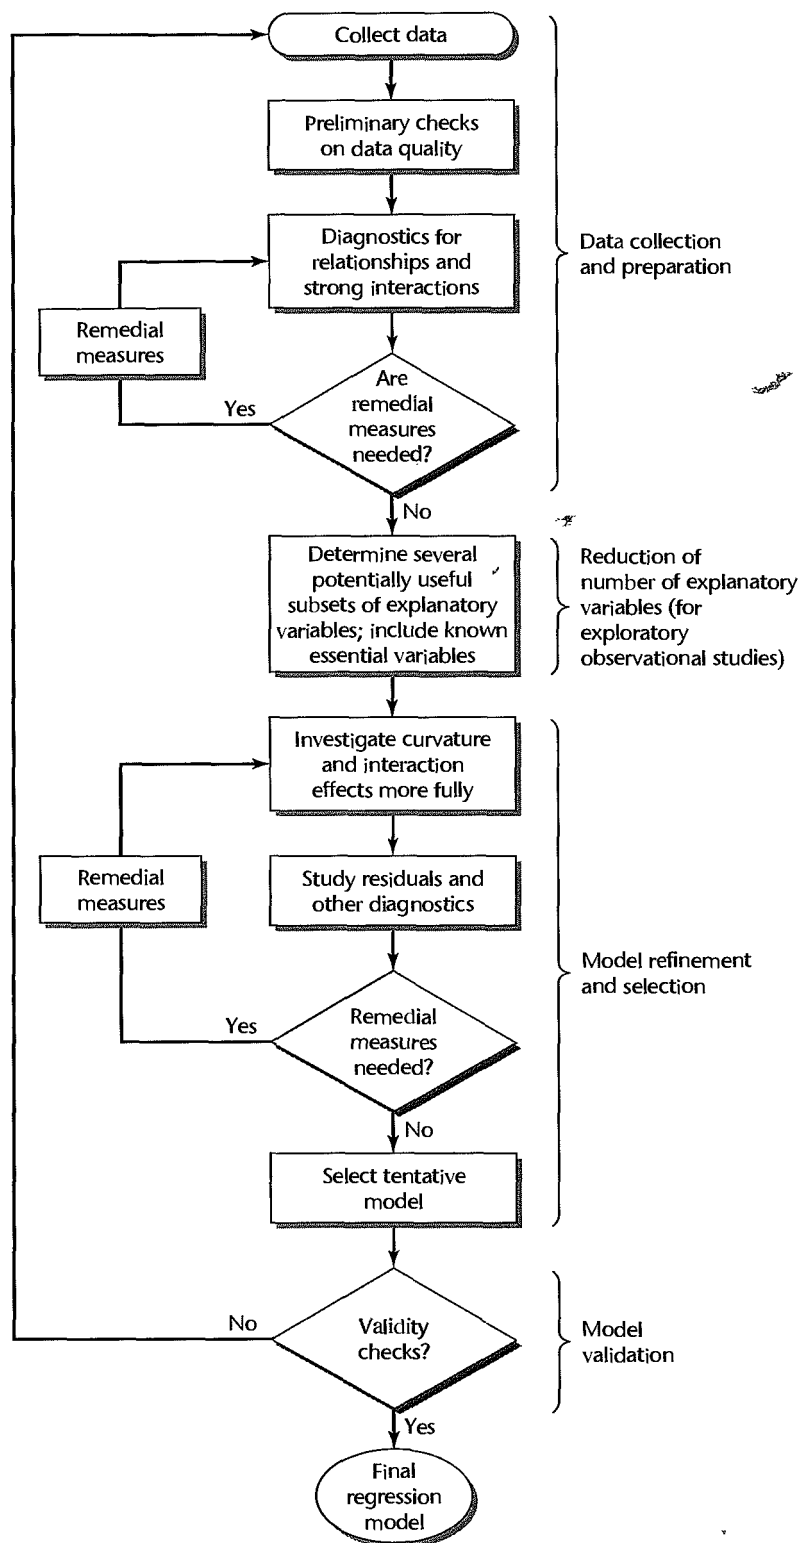 Collect data
Preliminary checks
on data quality
Diagnostics for
relationships and
strong interactions
Data collection
and preparation
Remedial
measures
Yes
Are
remedial
measures
needed?
No
Determine several
potentially useful
subsets of explanatory
variables; include known
essential variables
Reduction of
number of explanatory
variables (for
exploratory
observational studies)
Investigate curvature
and interaction
effects more fully
Remedial
measures
Study residuals and
other diagnostics
Model refinement
and selection
Yes
Remedial
measures
needed?
No
Select tentative
model
No
Validity
checks?
Model
validation
Yes
Final
regression
model